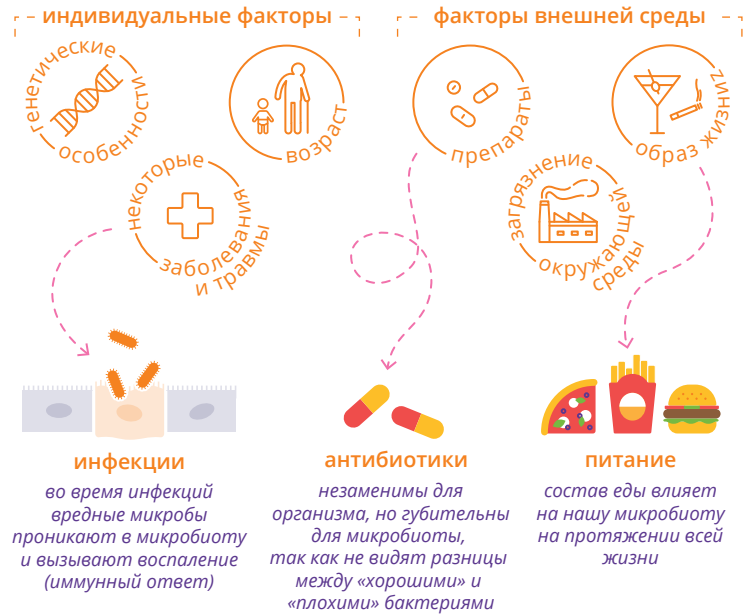 индивидуальные факторы
факторы внешней среды
генетические
особенности
возраст
препараты
образ жизниz
некоторые
заболевания
и травмы
загрязнение
окружающей
среды
инфекции
во время инфекций
вредные микробы
проникают в микробиоту
и вызывают воспаление
(иммунный ответ)
антибиотики
незаменимы для
организма, но губительны
для микробиоты,
так как не видят разницы
между «хорошими» и
«плохими» бактериями
питание
состав еды влияет
на нашу микробиоту
на протяжении всей
жизни